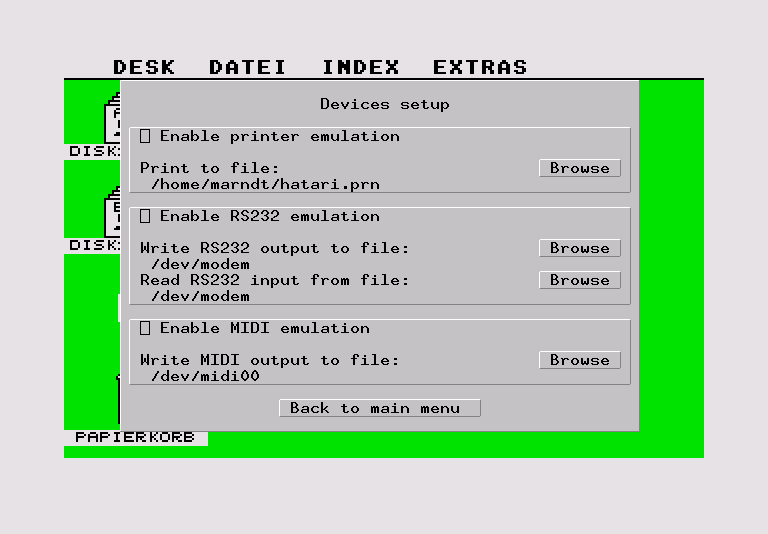 DESK DATEI INDEX EXTRAS
Devices setup
Enable printer emulation
Print to file: Browse
/home/marndt/hatari.prn
Enable RS232 emulation
Write RS232 output to file: Browse
/dev/modem
Read RS232 input from file: Browse
/dev/modem
Enable MIDI emulation
Write MIDI output to file: Browse
/dev/midi00
Back to main menu
DISK
DISK
PAPIERKORB